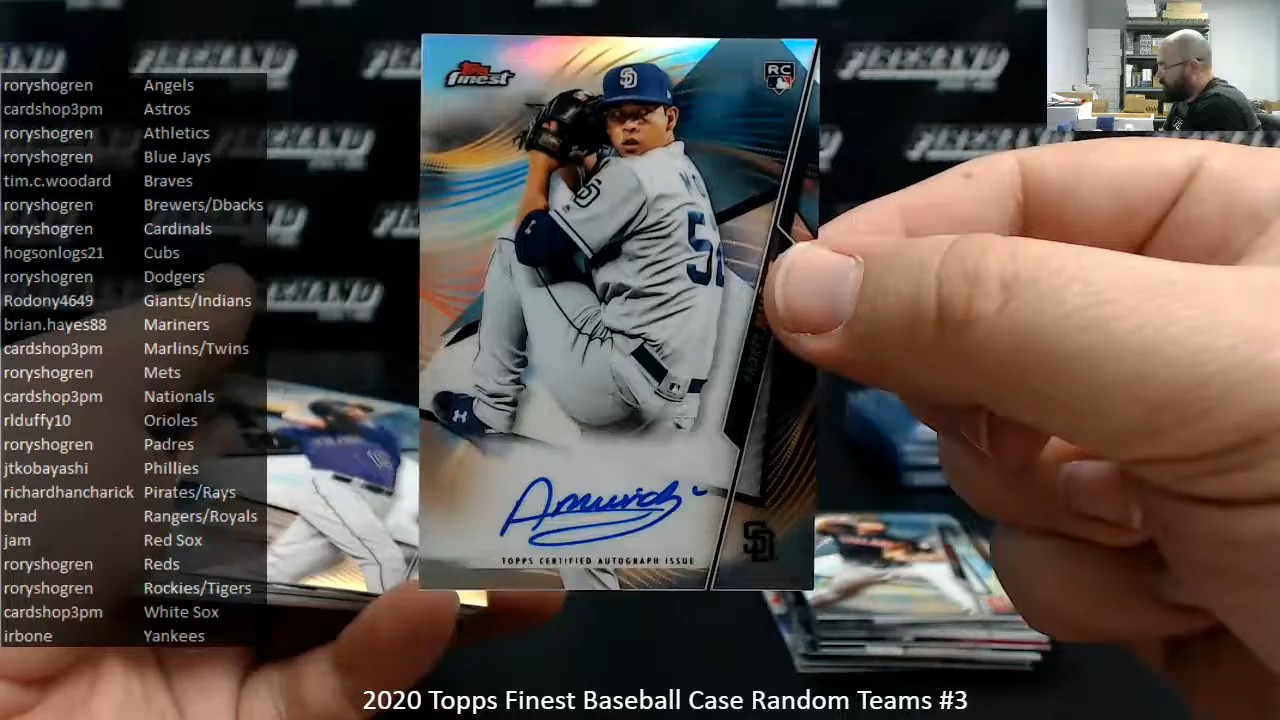 roryshogren Angels
cardshop3pm Astros
roryshogren Athletics
roryshogren Blue Jays
tim.c.woodard Braves
roryshogren Brewers/Dbacks
roryshogren Cardinals
hogsonlogs21 Cubs
roryshogren Dodgers
Rodony4649 Giants/Indians
brian.hayes88 Mariners
cardshop3pm Marlins/Twins
roryshogren Mets
cardshop3pm Nationals
rlduffy10 Orioles
roryshogren Padres
jtkobayashi Phillies
richardhancharick Pirates/Rays
brad Rangers/Royals
jam Red Sox
roryshogren Reds
roryshogren Rockies/Tigers
cardshop3pm White Sox
irbone Yankees
Topps
finest
RC
SD
SD
TOPPS CERTIFIED AUTOGRAPH ISSUE
SD
2020 Topps Finest Baseball Case Random Teams #3